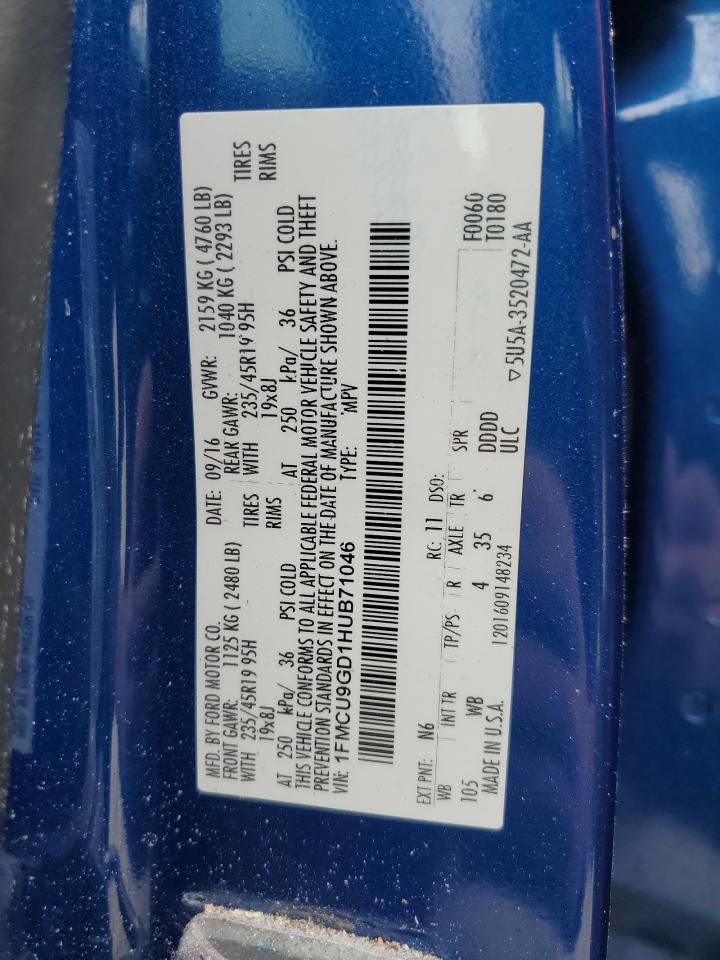 MFD. BY FORD MOTOR CO. DATE: 09/16 GVWR: 2159 KG ( 4760 LB)
FRONT GAWR: 1125 KG ( 2480 LB) REAR GAWR: 1040 KG ( 2293 LB)
WITH 235/45R19 95H TIRES WITH 235/45R19 95H TIRES
19x8J RIMS 19x8J RIMS
AT 250 kPa/ 36 PSI COLD AT 250 kPa/ 36 PSI COLD
THIS VEHICLE CONFORMS TO ALL APPLICABLE FEDERAL MOTOR VEHICLE SAFETY AND THEFT
PREVENTION STANDARDS IN EFFECT ON THE DATE OF MANUFACTURE SHOWN ABOVE.
VIN: 1FMCU9GD1HUB71046 TYPE: MPV
EXT PNT: N6 RC: 11 DSO:
WB INT TR TP/PS R AXLE TR SPR F0060
105 WB 4 35 6 DDDD T0180
MADE IN U.S.A. 1201609148234 ULC ▽5U5A-3520472-AA